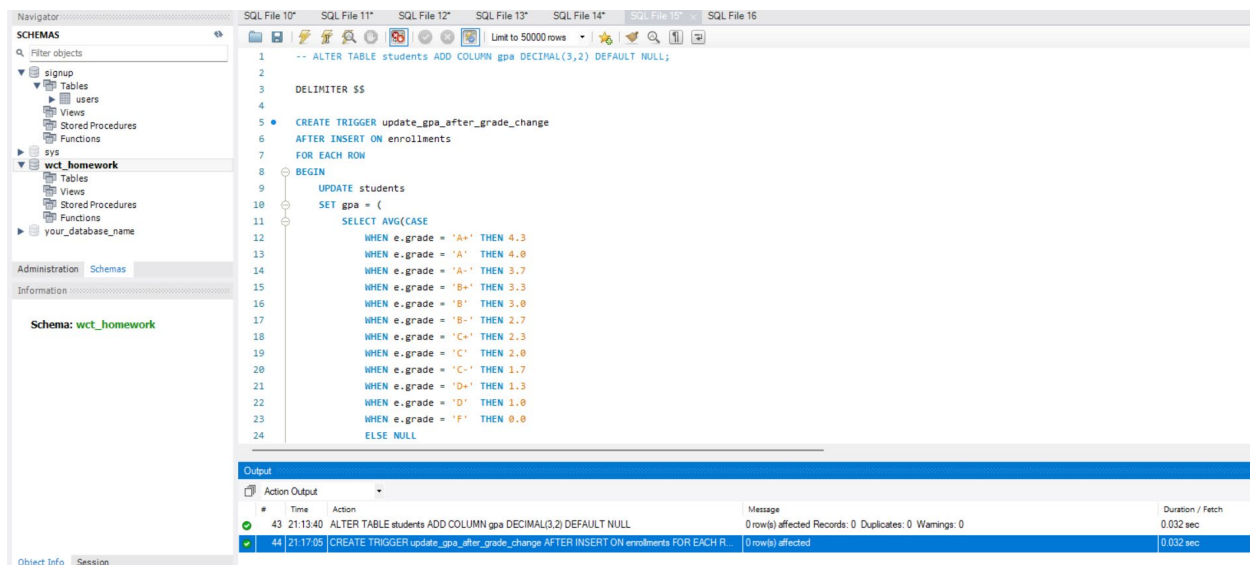 Navigator
SCHEMAS
Filter objects
signup
Tables
users
Views
Stored Procedures
Functions
sys
wct_homework
Tables
Views
Stored Procedures
Functions
your_database_name
Administration Schemas
Information
Schema: wct_homework
Object Info Session
SQL File 10* SQL File 11* SQL File 12* SQL File 13* SQL File 14* SQL File 15* × SQL File 16
Limit to 50000 rows
1 -- ALTER TABLE students ADD COLUMN gpa DECIMAL(3,2) DEFAULT NULL;
2
3 DELIMITER $$
4
5 CREATE TRIGGER update_gpa_after_grade_change
6 AFTER INSERT ON enrollments
7 FOR EACH ROW
8 BEGIN
9 UPDATE students
10 SET gpa = (
11 SELECT AVG(CASE
12 WHEN e.grade = 'A+' THEN 4.3
13 WHEN e.grade = 'A' THEN 4.0
14 WHEN e.grade = 'A-' THEN 3.7
15 WHEN e.grade = 'B+' THEN 3.3
16 WHEN e.grade = 'B' THEN 3.0
17 WHEN e.grade = 'B-' THEN 2.7
18 WHEN e.grade = 'C+' THEN 2.3
19 WHEN e.grade = 'C' THEN 2.0
20 WHEN e.grade = 'C-' THEN 1.7
21 WHEN e.grade = 'D+' THEN 1.3
22 WHEN e.grade = 'D' THEN 1.0
23 WHEN e.grade = 'F' THEN 0.0
24 ELSE NULL
Output
Action Output
# Time Action Message Duration / Fetch
43 21:13:40 ALTER TABLE students ADD COLUMN gpa DECIMAL(3,2) DEFAULT NULL 0 row(s) affected Records: 0 Duplicates: 0 Warnings: 0 0.032 sec
44 21:17:05 CREATE TRIGGER update_gpa_after_grade_change AFTER INSERT ON enrollments FOR EACH R... 0 row(s) affected 0.032 sec